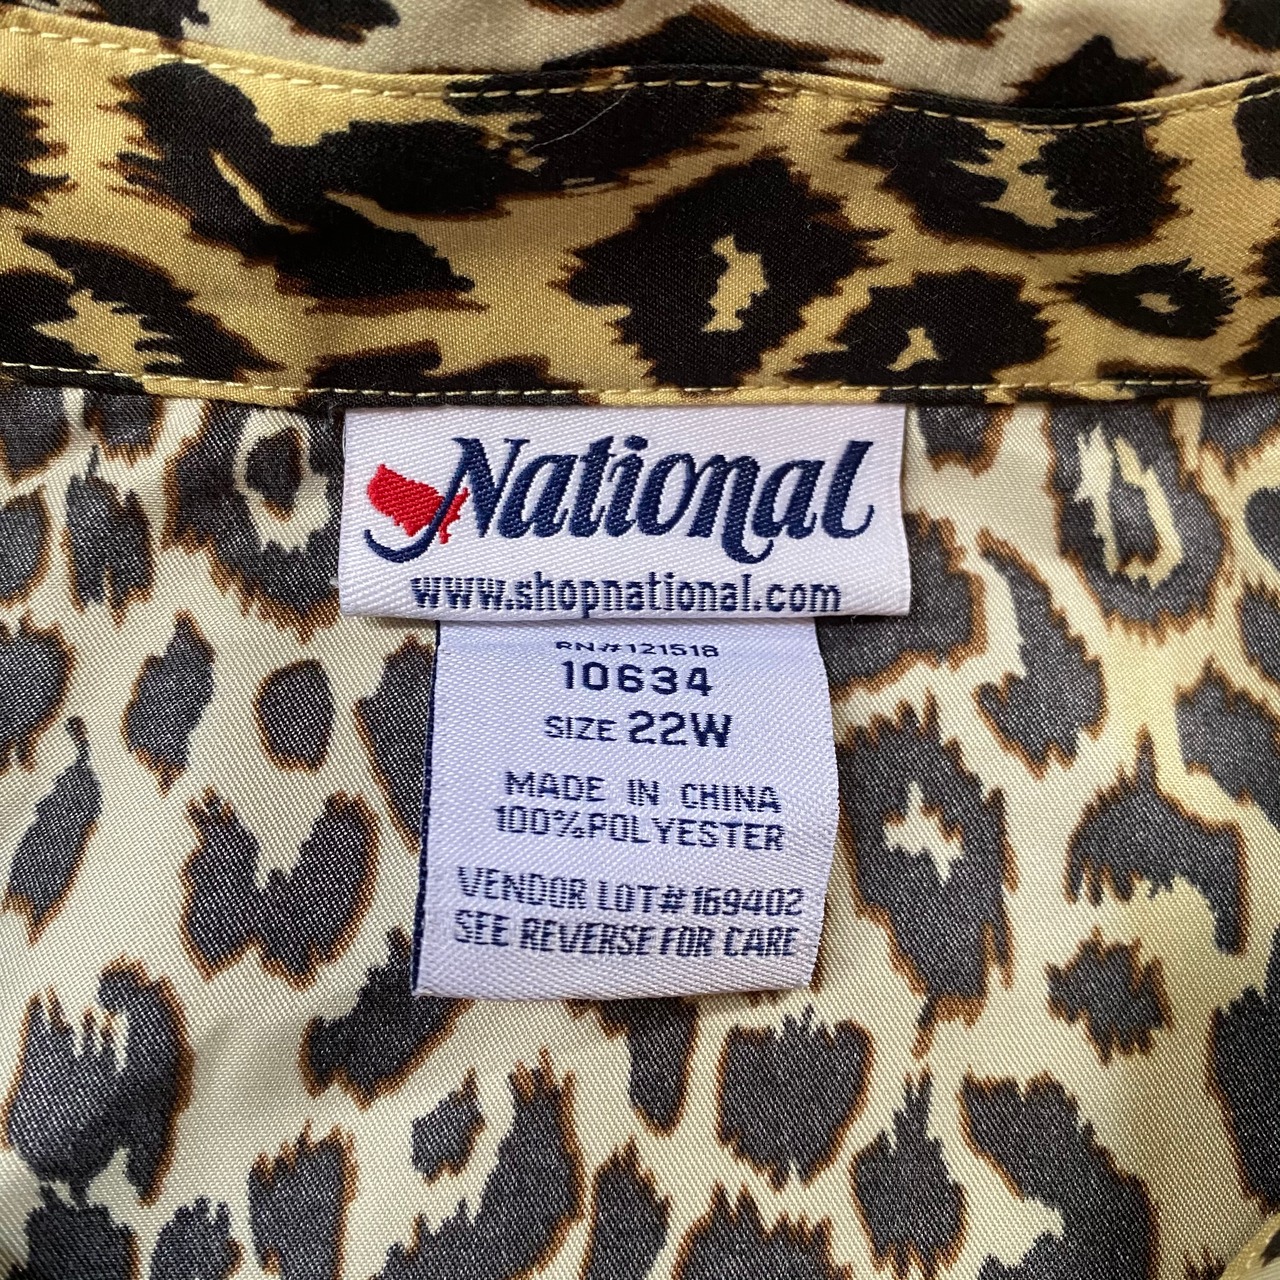 National
www.shopnational.com
RN#121518
10634
SIZE 22W
MADE IN CHINA
100%POLYESTER
VENDOR LOT#169402
SEE REVERSE FOR CARE